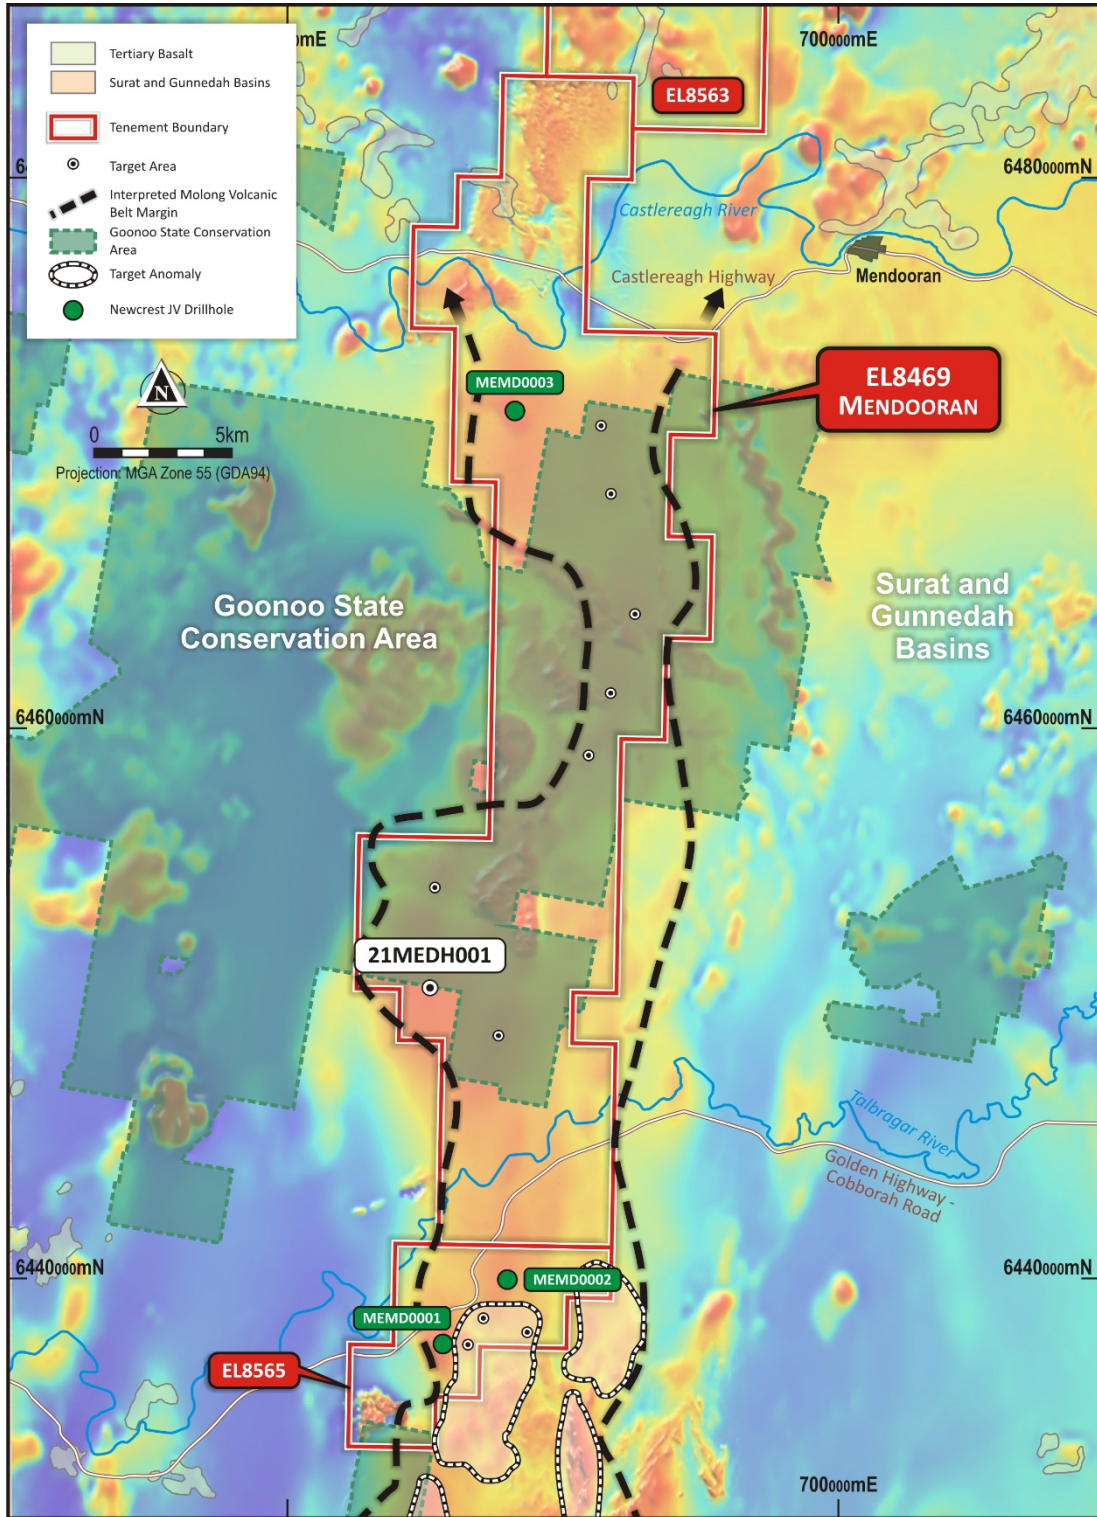 Tertiary Basalt
Surat and Gunnedah Basins
Tenement Boundary
Target Area
Interpreted Molong Volcanic
Belt Margin
Goonoo State Conservation
Area
Target Anomaly
Newcrest JV Drillhole
mE
700000mE
EL8563
6480000mN
Castlereagh River
Castlereagh Highway
Mendooran
MEMD0003
EL8469
MENDOORAN
N
0 5km
Projection: MGA Zone 55 (GDA94)
Goonoo State
Conservation Area
Surat and
Gunnedah
Basins
6460000mN
6460000mN
21MEDH001
Talbragar River
Golden Highway -
Cobborah Road
6440000mN
6440000mN
MEMD0002
MEMD0001
EL8565
700000mE